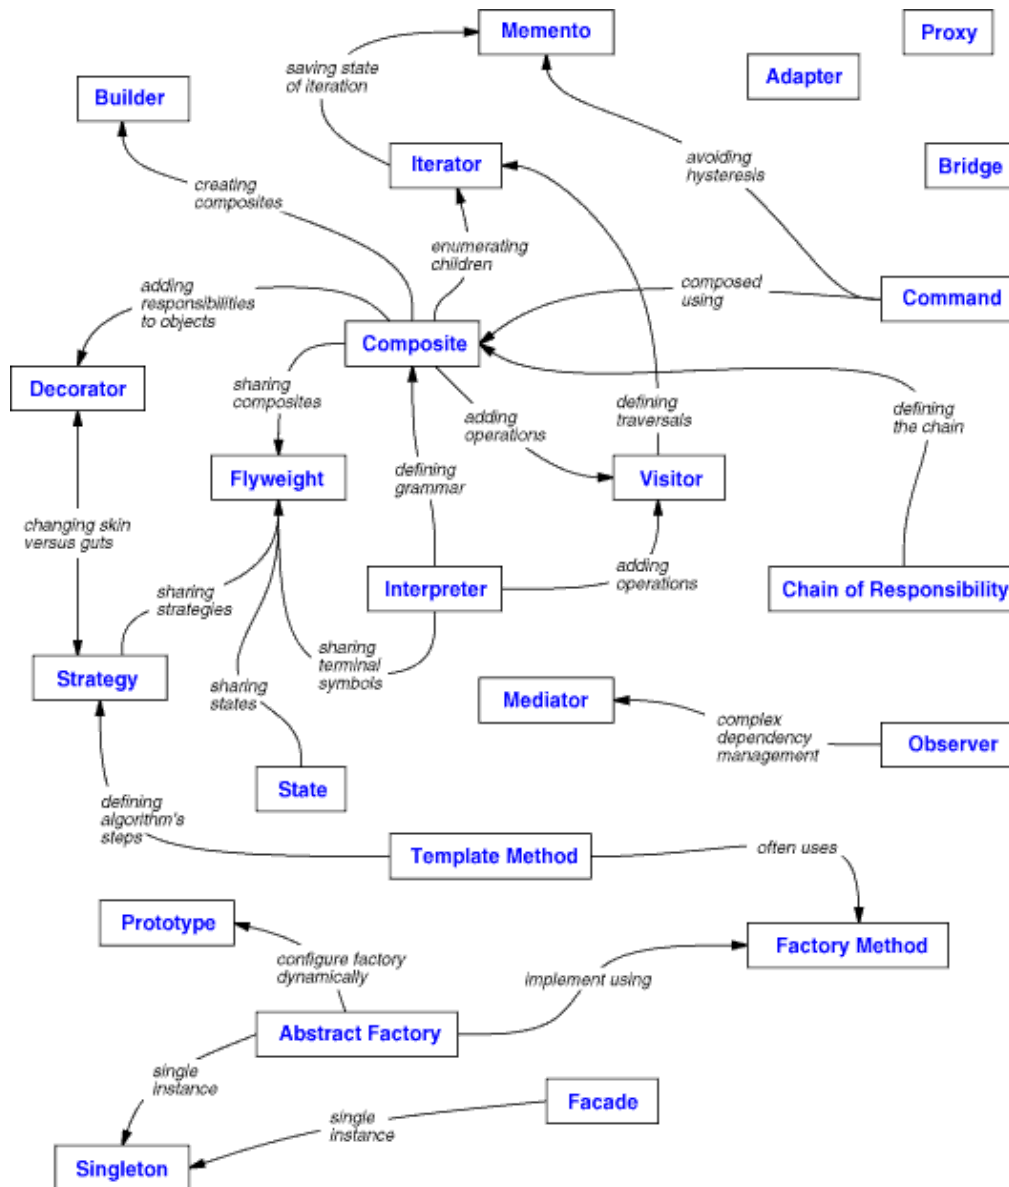 Memento
Proxy
saving state
of iteration
Adapter
Builder
Iterator
avoiding
hysteresis
Bridge
creating
composites
enumerating
children
adding
responsibilities
to objects
composed
using
Command
Composite
Decorator
sharing
composites
adding
operations
defining
traversals
defining
the chain
Flyweight
defining
grammar
Visitor
changing skin
versus guts
sharing
strategies
Interpreter
adding
operations
Chain of Responsibility
sharing
terminal
symbols
Strategy
sharing
states
Mediator
complex
dependency
management
Observer
State
defining
algorithm's
steps
Template Method
often uses
Prototype
Factory Method
configure factory
dynamically
implement using
Abstract Factory
single
instance
Facade
single
instance
Singleton